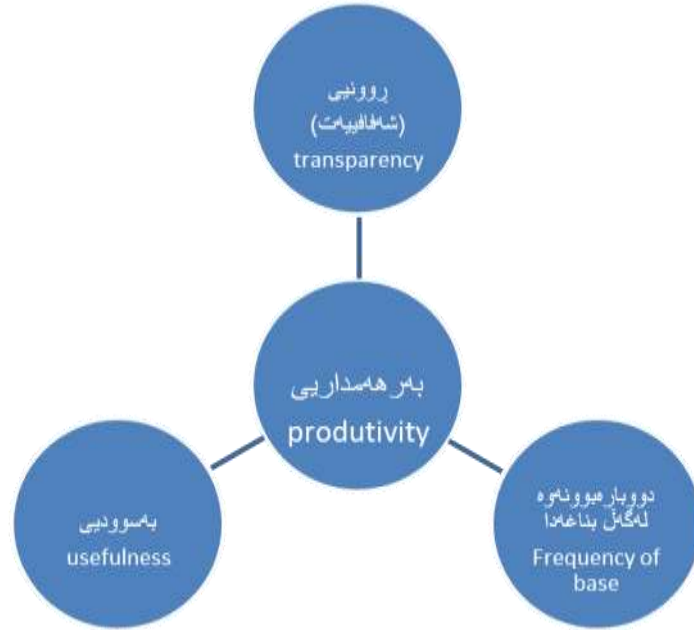 ڕوونیی
(شەفافییەت)
transparency
بەرهەمداریی
produtivity
بەسوودیی
usefulness
دووبارەبوونەوە
لەگەڵ بناغەدا
Frequency of
base